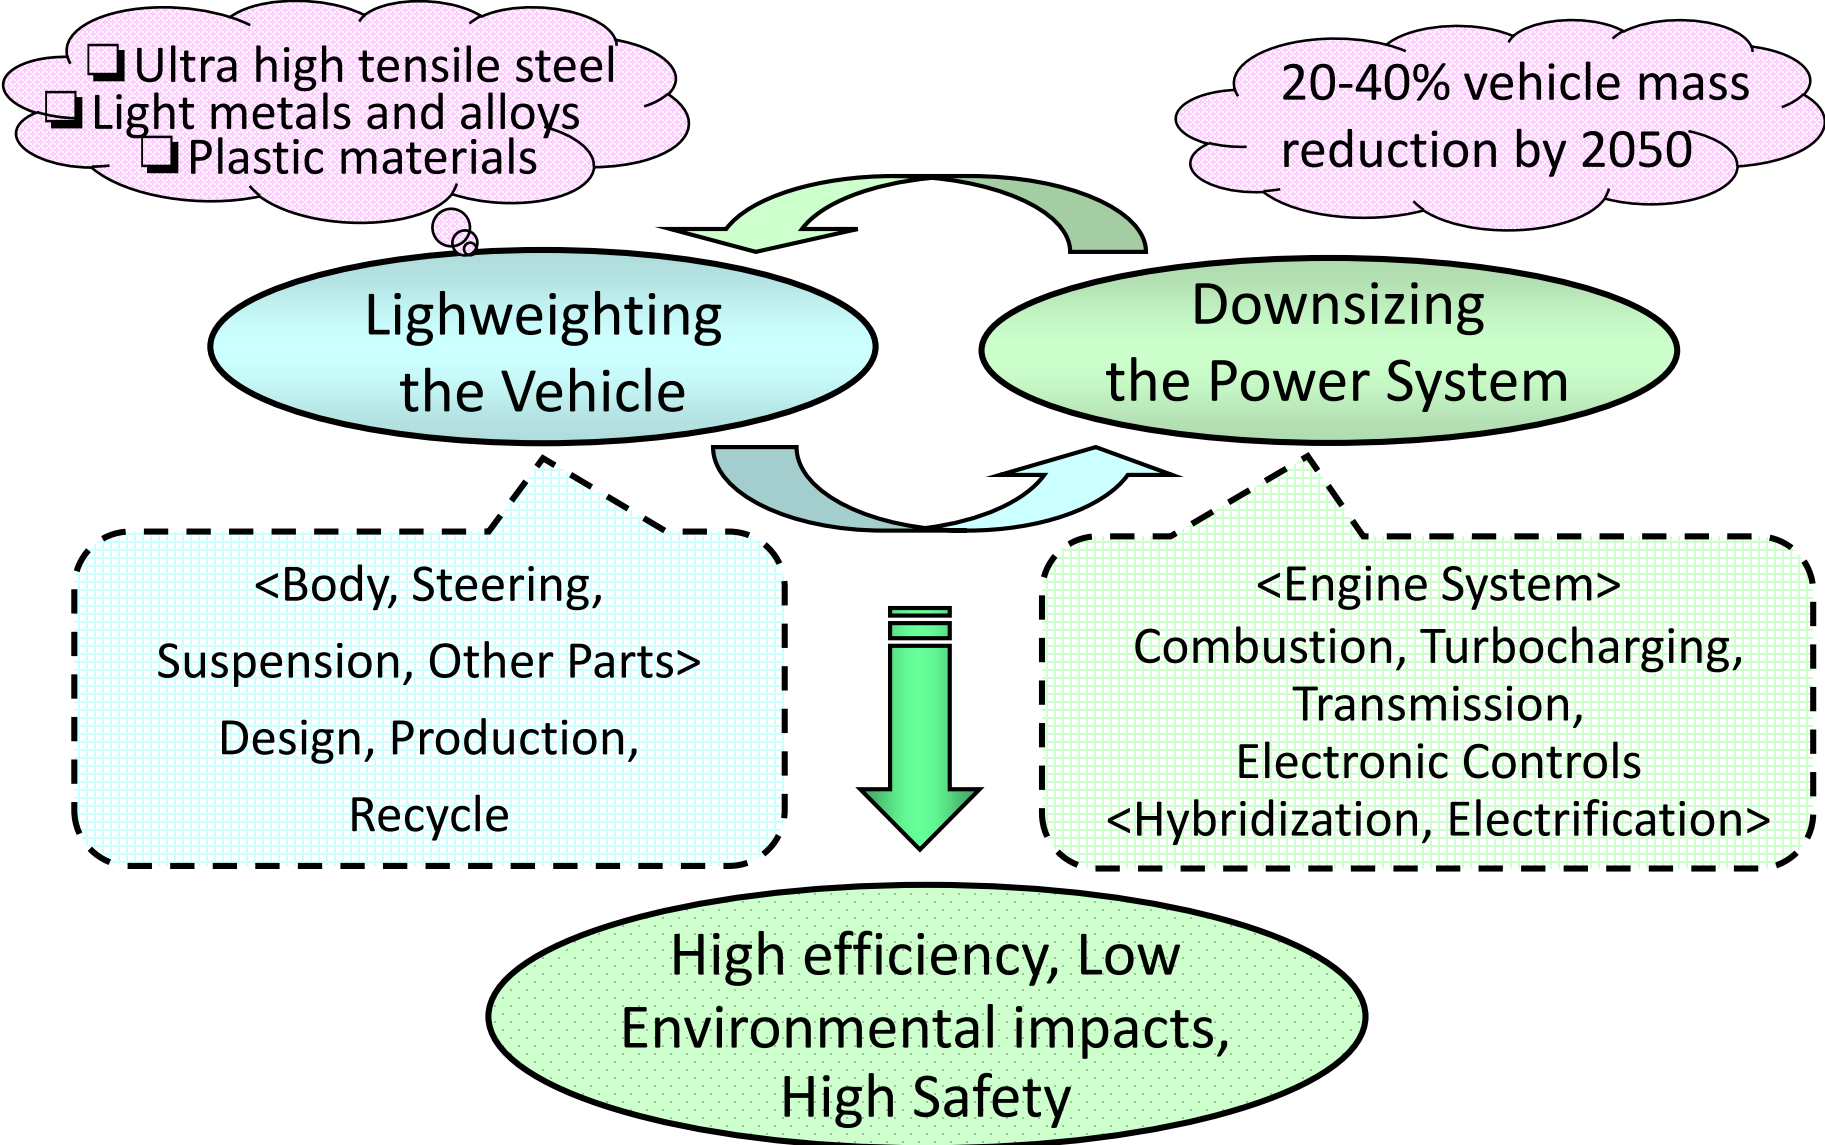 ❑Ultra high tensile steel
❑Light metals and alloys
❑Plastic materials
20-40% vehicle mass
reduction by 2050
Lighweighting
the Vehicle
Downsizing
the Power System
<Body, Steering,
Suspension, Other Parts>
Design, Production,
Recycle
<Engine System>
Combustion, Turbocharging,
Transmission,
Electronic Controls
<Hybridization, Electrification>
High efficiency, Low
Environmental impacts,
High Safety